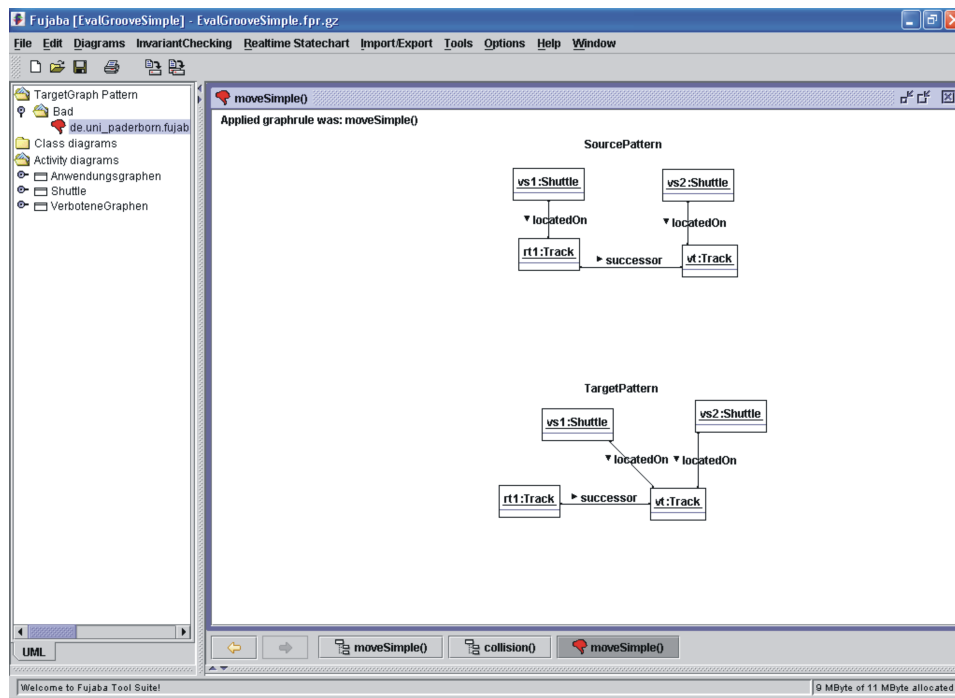 Fujaba [EvalGrooveSimple] - EvalGrooveSimple.fpr.gz
File Edit Diagrams InvariantChecking Realtime Statechart Import/Export Tools Options Help Window
TargetGraph Pattern
Bad
de.uni_paderborn.fujab
Class diagrams
Activity diagrams
Anwendungsgraphen
Shuttle
VerboteneGraphen
moveSimple()
Applied graphrule was: moveSimple()
SourcePattern
vs1:Shuttle vs2:Shuttle
locatedOn locatedOn
rt1:Track successor vt:Track
TargetPattern
vs1:Shuttle vs2:Shuttle
locatedOn locatedOn
rt1:Track successor vt:Track
UML
moveSimple() collision() moveSimple()
Welcome to Fujaba Tool Suite! 9 MByte of 11 MByte allocated